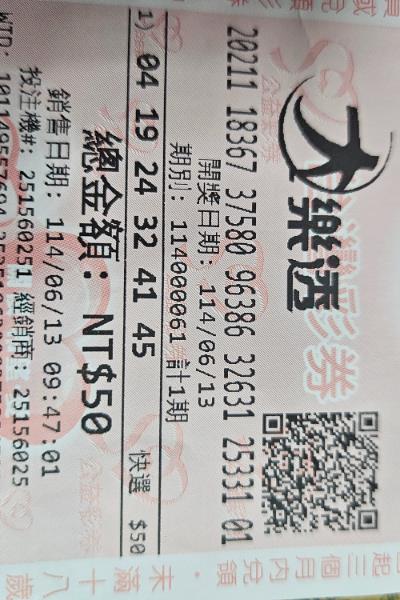 大樂透
20211 18367 37580 96386 32631 25331 01
開獎日期: 114/06/13
期別: 114000061 計1期
1) 04 19 24 32 41 45 快選 $50
總金額: NT$50
銷售日期: 114/06/13 09:47:01
投注機#: 251560251 經銷商: 25156025